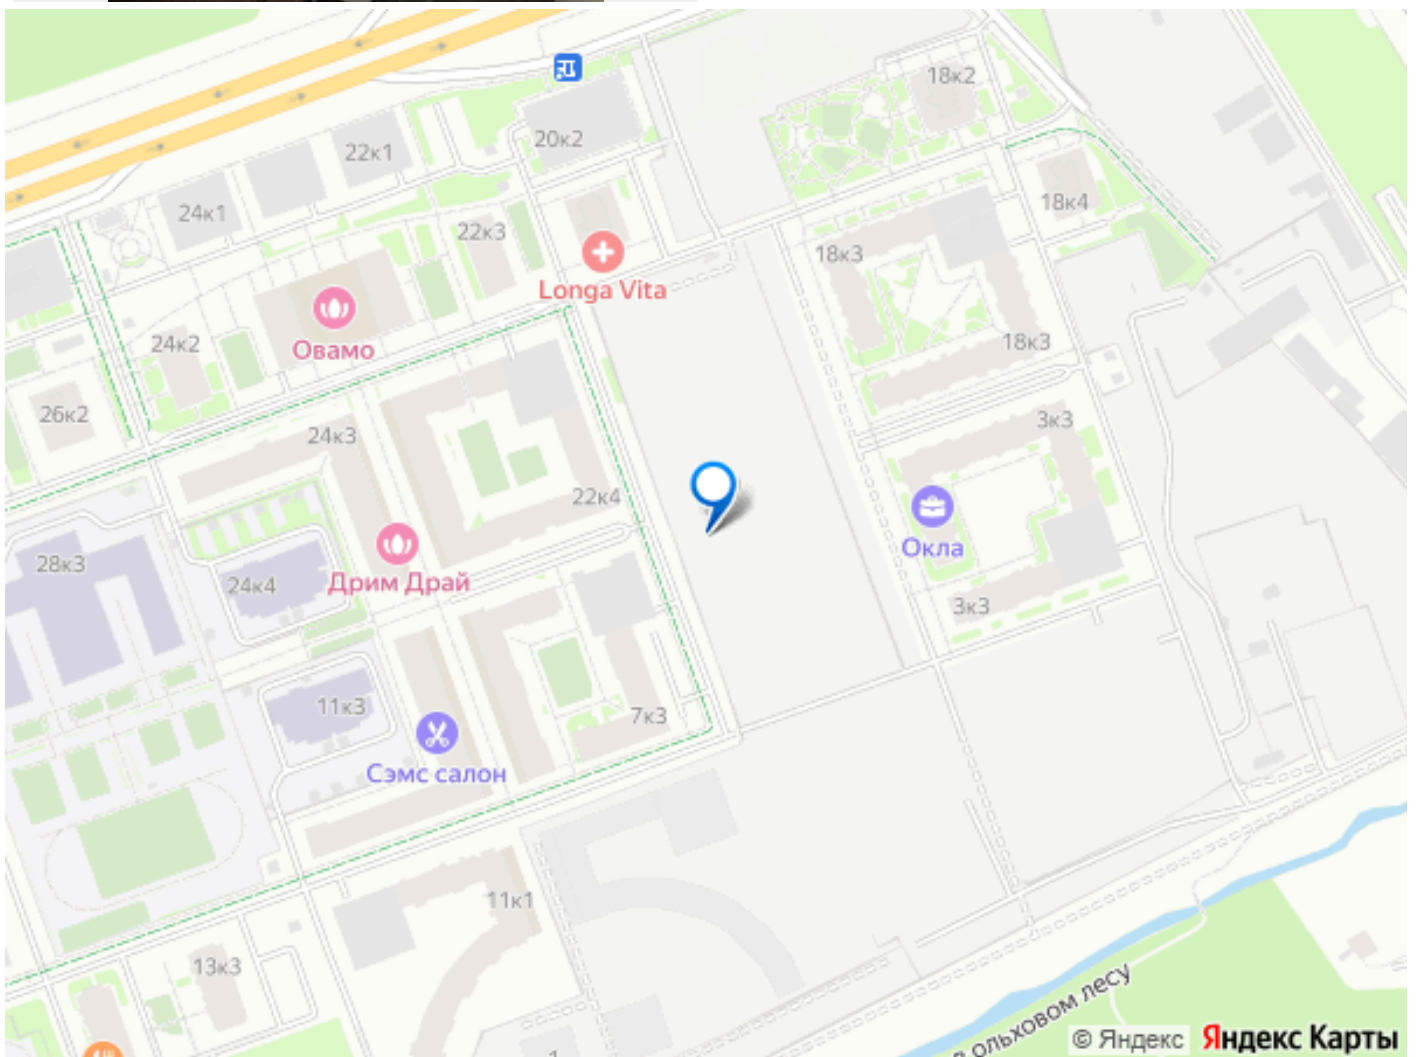 18к2
20к2
22к1
24к1
18к4
22к3
18к3
Longa Vita
18к3
24к2
Овамо
26к2
24к3
3к3
22к4
Окла
28к3
24к4
Дрим Драй
3к3
11к3
7к3
Сэмс салон
11к1
13к3
ольховом лесу
© Яндекс
Яндекс Карты